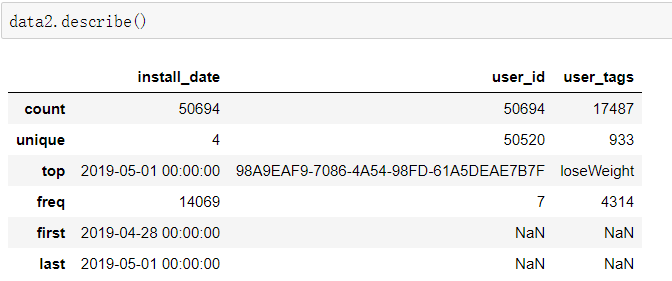 data2.describe()
install_date user_id user_tags
count 50694 50694 17487
unique 4 50520 933
top 2019-05-01 00:00:00 98A9EAF9-7086-4A54-98FD-61A5DEAE7B7F loseWeight
freq 14069 7 4314
first 2019-04-28 00:00:00 NaN NaN
last 2019-05-01 00:00:00 NaN NaN